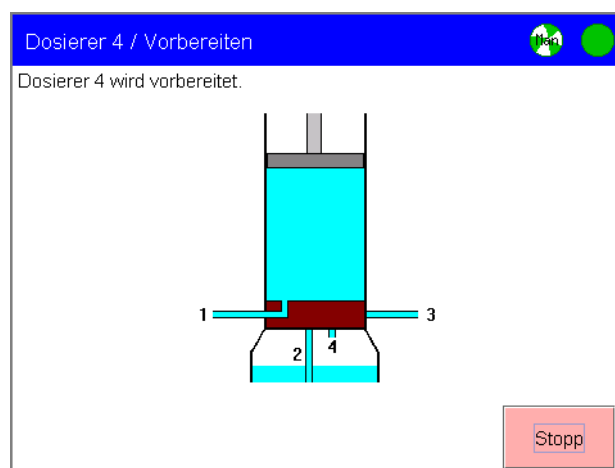 Dosierer 4 / Vorbereiten
Man
Dosierer 4 wird vorbereitet.
1
3
2
4
Stopp